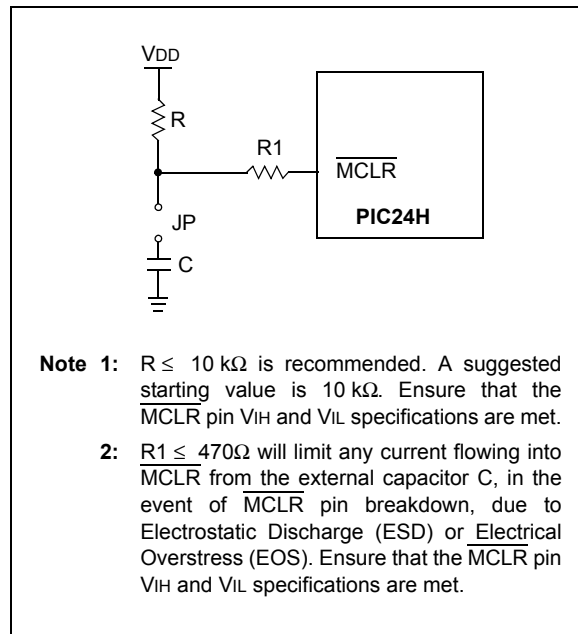 VDD
R
R1
MCLR
JP
PIC24H
C
Note 1: R ≤ 10 kΩ is recommended. A suggested
starting value is 10 kΩ. Ensure that the
MCLR pin VIH and VIL specifications are met.
2: R1 ≤ 470Ω will limit any current flowing into
MCLR from the external capacitor C, in the
event of MCLR pin breakdown, due to
Electrostatic Discharge (ESD) or Electrical
Overstress (EOS). Ensure that the MCLR pin
VIH and VIL specifications are met.